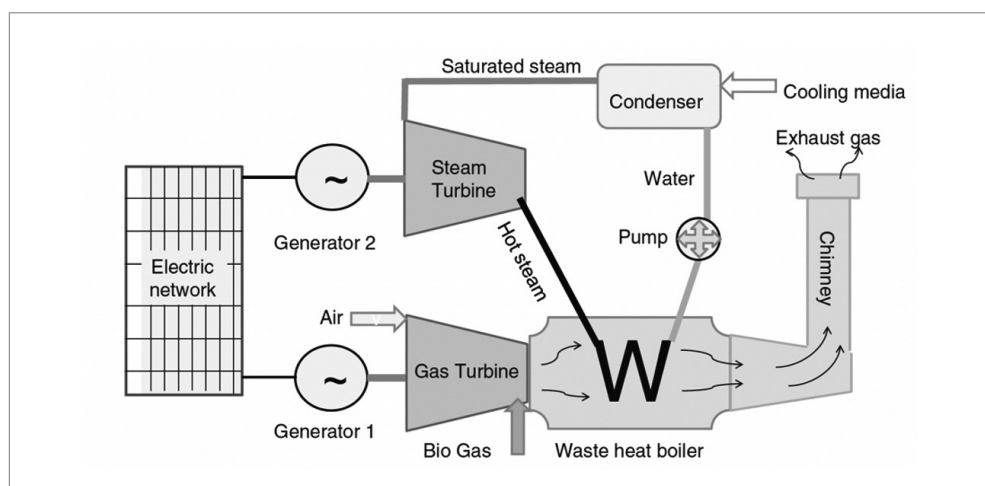 Saturated steam
Condenser
Cooling media
Exhaust gas
Steam
Turbine
Water
~
Generator 2
Pump
Hot steam
Chimney
Electric
network
Air
v
Gas Turbine
W
~
Generator 1
Bio Gas
Waste heat boiler